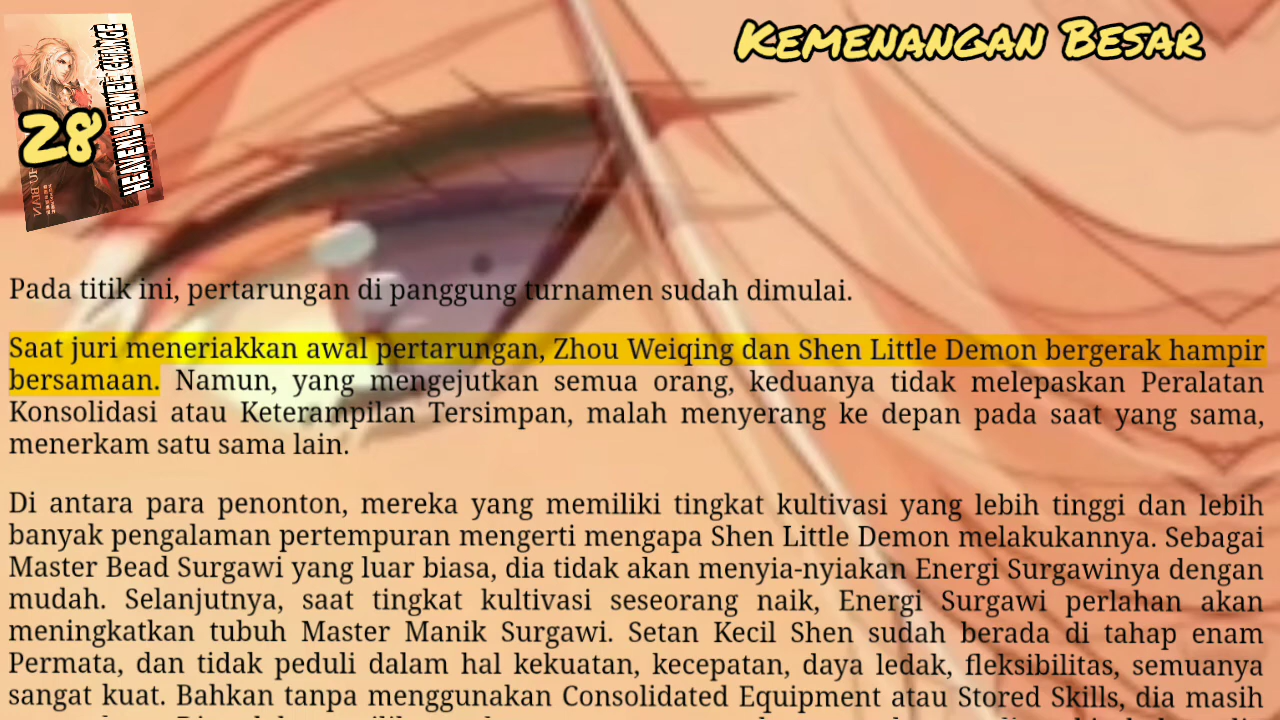 Kemenangan Besar
HEAVENLY JEWEL CHANGE
28
Pada titik ini, pertarungan di panggung turnamen sudah dimulai.
Saat juri meneriakkan awal pertarungan, Zhou Weiqing dan Shen Little Demon bergerak hampir
bersamaan. Namun, yang mengejutkan semua orang, keduanya tidak melepaskan Peralatan
Konsolidasi atau Keterampilan Tersimpan, malah menyerang ke depan pada saat yang sama,
menerkam satu sama lain.
Di antara para penonton, mereka yang memiliki tingkat kultivasi yang lebih tinggi dan lebih
banyak pengalaman pertempuran mengerti mengapa Shen Little Demon melakukannya. Sebagai
Master Bead Surgawi yang luar biasa, dia tidak akan menyia-nyiakan Energi Surgawinya dengan
mudah. Selanjutnya, saat tingkat kultivasi seseorang naik, Energi Surgawi perlahan akan
meningkatkan tubuh Master Manik Surgawi. Setan Kecil Shen sudah berada di tahap enam
Permata, dan tidak peduli dalam hal kekuatan, kecepatan, daya ledak, fleksibilitas, semuanya
sangat kuat. Bahkan tanpa menggunakan Consolidated Equipment atau Stored Skills, dia masih